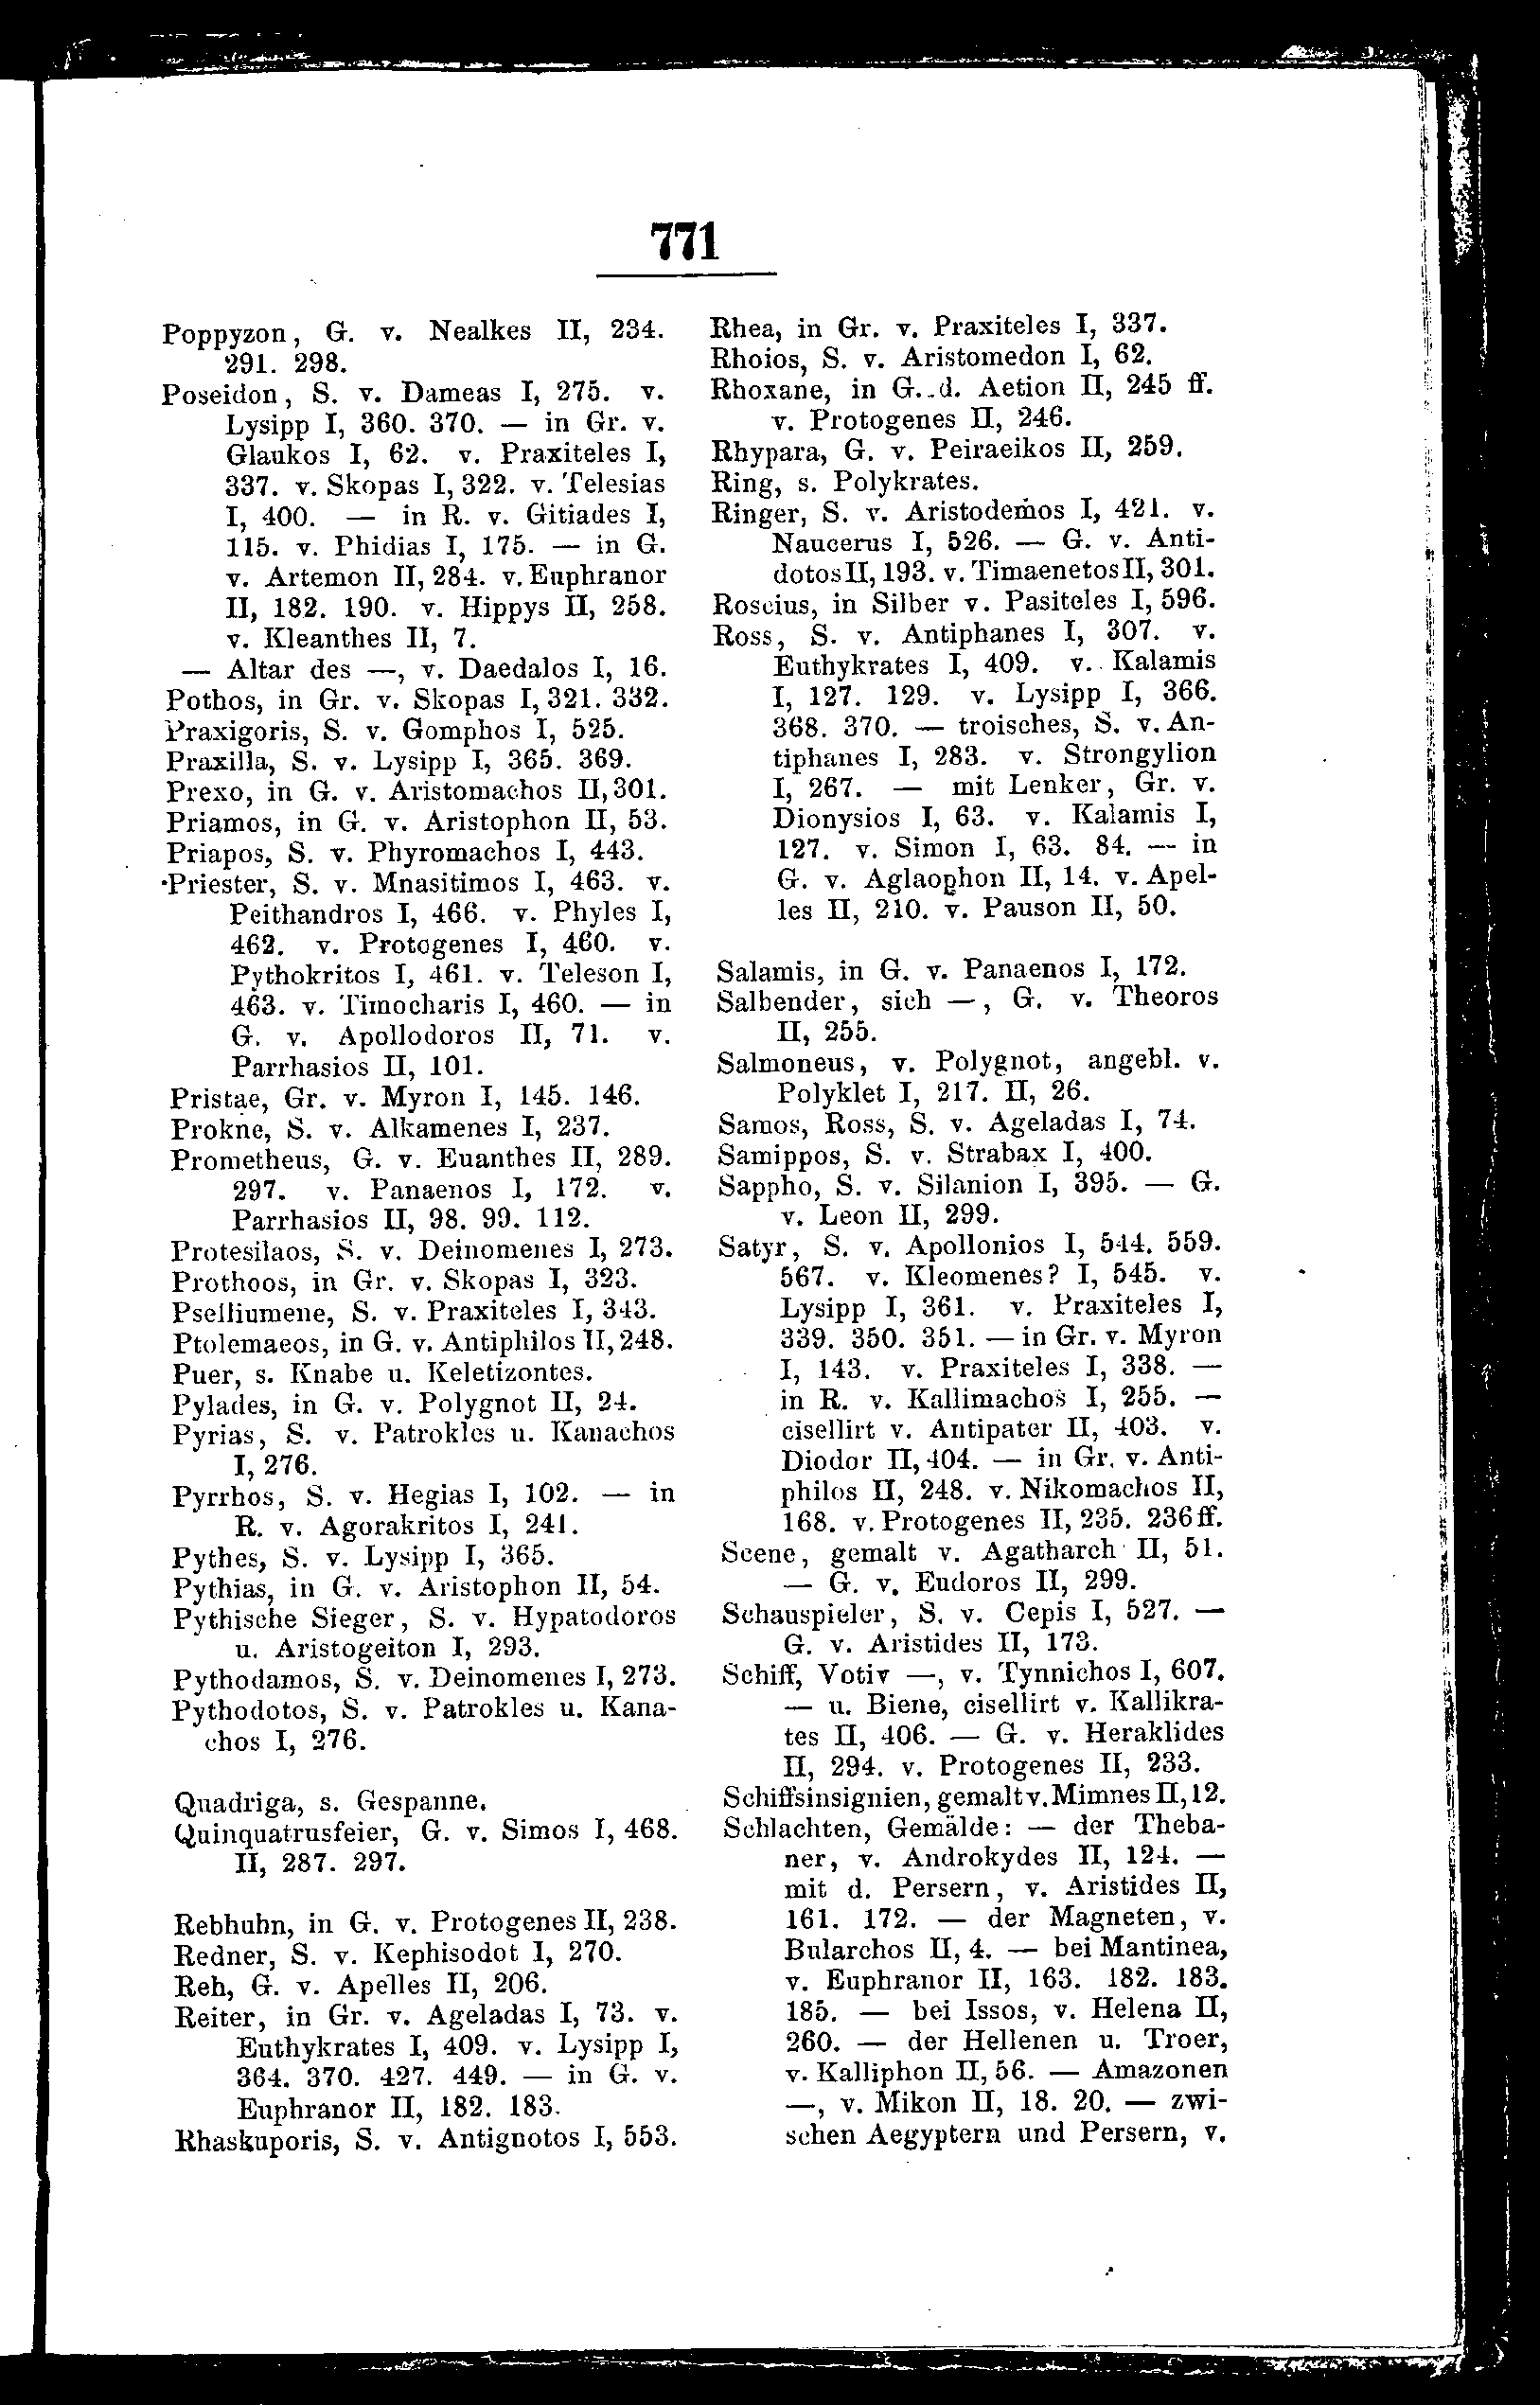 771
Poppyzon, G. v. Nealkes II, 234.
291. 298.
Poseidon, S. v. Dameas I, 275. v.
Lysipp I, 360. 370. — in Gr. v.
Glaukos I, 62. v. Praxiteles I,
337. v. Skopas I, 322. v. Telesias
I, 400. — in R. v. Gitiades I,
115. v. Phidias I, 175. — in G.
v. Artemon II, 284. v. Euphranor
II, 182. 190. v. Hippys II, 258.
v. Kleanthes II, 7.
— Altar des —, v. Daedalos I, 16.
Pothos, in Gr. v. Skopas I, 321. 332.
Praxigoris, S. v. Gomphos I, 525.
Praxilla, S. v. Lysipp I, 365. 369.
Prexo, in G. v. Aristomachos II, 301.
Priamos, in G. v. Aristophon II, 53.
Priapos, S. v. Phyromachos I, 443.
Priester, S. v. Mnasitimos I, 463. v.
Peithandros I, 466. v. Phyles I,
462. v. Protogenes I, 460. v.
Pythokritos I, 461. v. Teleson I,
463. v. Timocharis I, 460. — in
G. v. Apollodoros II, 71. v.
Parrhasios II, 101.
Pristae, Gr. v. Myron I, 145. 146.
Prokne, S. v. Alkamenes I, 237.
Prometheus, G. v. Euanthes II, 289.
297. v. Panaenos I, 172. v.
Parrhasios II, 98. 99. 112.
Protesilaos, S. v. Deinomenes I, 273.
Prothoos, in Gr. v. Skopas I, 323.
Pselliumene, S. v. Praxiteles I, 343.
Ptolemaeos, in G. v. Antiphilos II, 248.
Puer, s. Knabe u. Keletizontes.
Pylades, in G. v. Polygnot II, 24.
Pyrias, S. v. Patrokles u. Kanachos
I, 276.
Pyrrhos, S. v. Hegias I, 102. — in
R. v. Agorakritos I, 241.
Pythes, S. v. Lysipp I, 365.
Pythias, in G. v. Aristophon II, 54.
Pythische Sieger, S. v. Hypatodoros
u. Aristogeiton I, 293.
Pythodamos, S. v. Deinomenes I, 273.
Pythodotos, S. v. Patrokles u. Kana-
chos I, 276.
Quadriga, s. Gespanne.
Quinquatrusfeier, G. v. Simos I, 468.
II, 287. 297.
Rebhuhn, in G. v. Protogenes II, 238.
Redner, S. v. Kephisodot I, 270.
Reh, G. v. Apelles II, 206.
Reiter, in Gr. v. Ageladas I, 73. v.
Euthykrates I, 409. v. Lysipp I,
364. 370. 427. 449. — in G. v.
Euphranor II, 182. 183.
Rhaskuporis, S. v. Antignotos I, 553.
Rhea, in Gr. v. Praxiteles I, 337.
Rhoios, S. v. Aristomedon I, 62.
Rhoxane, in G. d. Aetion II, 245 ff.
v. Protogenes II, 246.
Rhypara, G. v. Peiraeikos II, 259.
Ring, s. Polykrates.
Ringer, S. v. Aristodemos I, 421. v.
Naucerus I, 526. — G. v. Anti-
dotos II, 193. v. Timaenetos II, 301.
Roscius, in Silber v. Pasiteles I, 596.
Ross, S. v. Antiphanes I, 307. v.
Euthykrates I, 409. v. Kalamis
I, 127. 129. v. Lysipp I, 366.
368. 370. — troisches, S. v. An-
tiphanes I, 283. v. Strongylion
I, 267. — mit Lenker, Gr. v.
Dionysios I, 63. v. Kalamis I,
127. v. Simon I, 63. 84. — in
G. v. Aglaophon II, 14. v. Apel-
les II, 210. v. Pauson II, 50.
Salamis, in G. v. Panaenos I, 172.
Salbender, sich —, G. v. Theoros
II, 255.
Salmoneus, v. Polygnot, angebl. v.
Polyklet I, 217. II, 26.
Samos, Ross, S. v. Ageladas I, 74.
Samippos, S. v. Strabax I, 400.
Sappho, S. v. Silanion I, 395. — G.
v. Leon II, 299.
Satyr, S. v. Apollonios I, 544. 559.
567. v. Kleomenes? I, 545. v.
Lysipp I, 361. v. Praxiteles I,
339. 350. 351. — in Gr. v. Myron
I, 143. v. Praxiteles I, 338. —
in R. v. Kallimachos I, 255. —
cisellirt v. Antipater II, 403. v.
Diodor II, 404. — in Gr. v. Anti-
philos II, 248. v. Nikomachos II,
168. v. Protogenes II, 235. 236 ff.
Scene, gemalt v. Agatharch II, 51.
— G. v. Eudoros II, 299.
Schauspieler, S. v. Cepis I, 527. —
G. v. Aristides II, 173.
Schiff, Votiv —, v. Tynnichos I, 607.
— u. Biene, cisellirt v. Kallikra-
tes II, 406. — G. v. Heraklides
II, 294. v. Protogenes II, 233.
Schiffsinsignien, gemalt v. Mimnes II, 12.
Schlachten, Gemälde: — der Theba-
ner, v. Androkydes II, 124. —
mit d. Persern, v. Aristides II,
161. 172. — der Magneten, v.
Bularchos II, 4. — bei Mantinea,
v. Euphranor II, 163. 182. 183.
185. — bei Issos, v. Helena II,
260. — der Hellenen u. Troer,
v. Kalliphon II, 56. — Amazonen
—, v. Mikon II, 18. 20. — zwi-
schen Aegyptern und Persern, v.